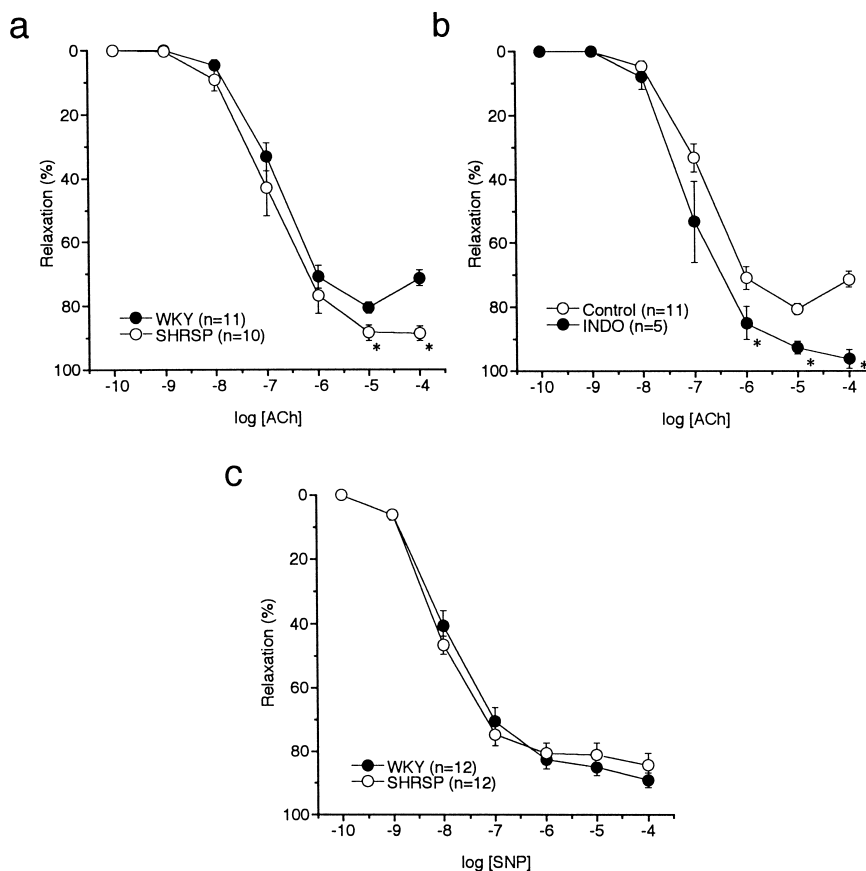 a
0
20
40
60
80
100
Relaxation (%)
WKY (n=11)
SHRSP (n=10)
*
*
-10 -9 -8 -7 -6 -5 -4
log [ACh]
b
0
20
40
60
80
100
Relaxation (%)
Control (n=11)
INDO (n=5)
*
*
*
-10 -9 -8 -7 -6 -5 -4
log [ACh]
c
0
20
40
60
80
100
Relaxation (%)
WKY (n=12)
SHRSP (n=12)
-10 -9 -8 -7 -6 -5 -4
log [SNP]